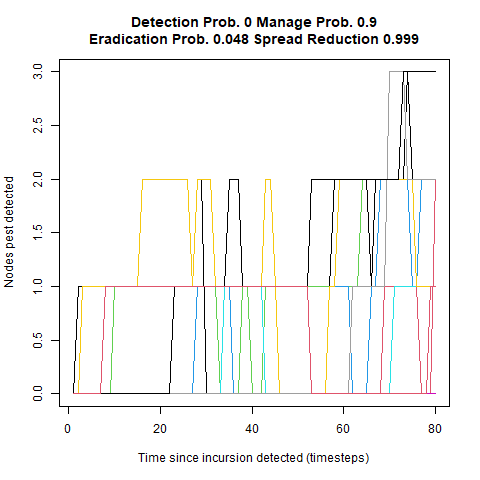 Detection Prob. 0 Manage Prob. 0.9
Eradication Prob. 0.048 Spread Reduction 0.999
Nodes pest detected
3.0
2.5
2.0
1.5
1.0
0.5
0.0
0 20 40 60 80
Time since incursion detected (timesteps)